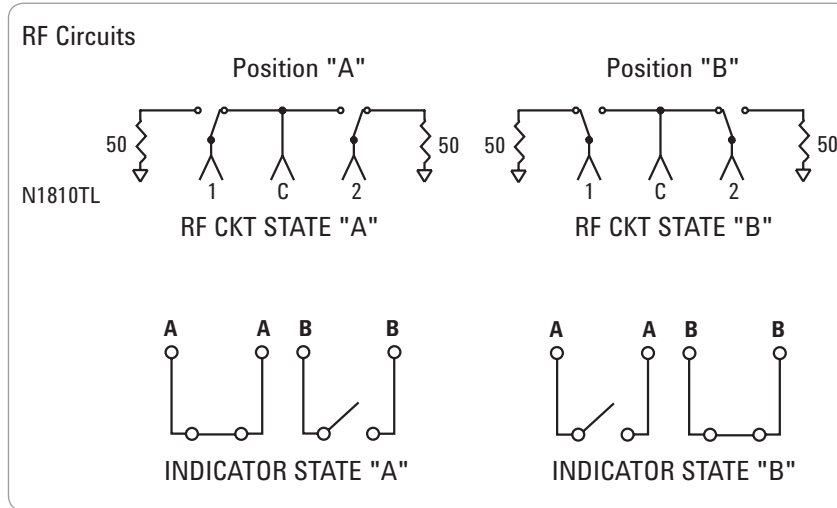 RF Circuits
Position "A" Position "B"
50 50 50 50
N1810TL
1 C 2 1 C 2
RF CKT STATE "A" RF CKT STATE "B"
A A B B A A B B
INDICATOR STATE "A" INDICATOR STATE "B"